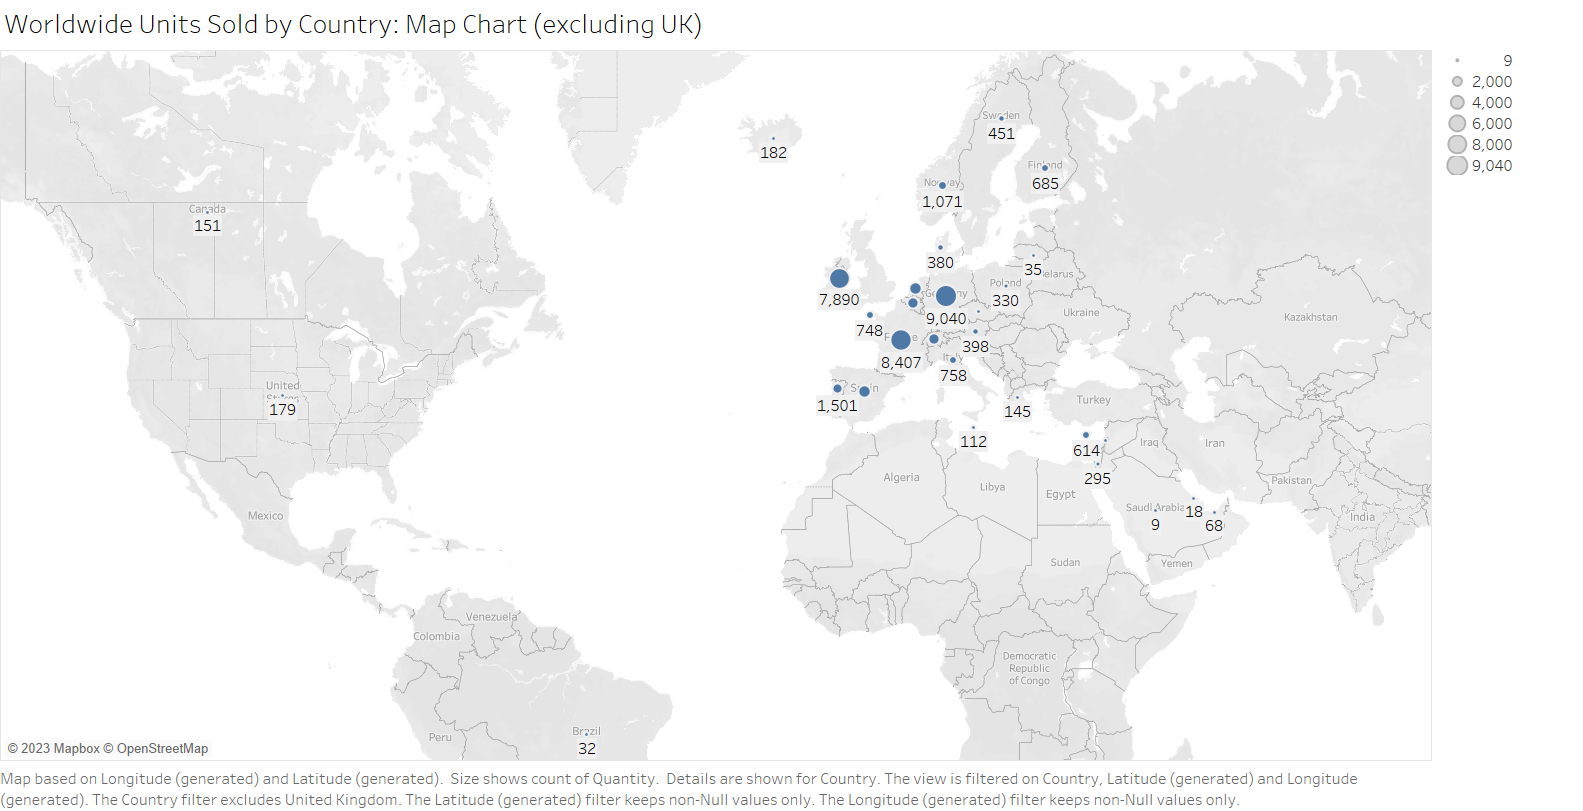 Worldwide Units Sold by Country: Map Chart (excluding UK)
9
2,000
4,000
6,000
8,000
9,040
182
Sweden
451
Finland
685
Norway
1,071
Canada
151
380
35
7,890
9,040
Poland
330
Ukraine
Kazakhstan
748
8,407
398
Italy
758
United
179
1,501
Spain
145
Turkey
112
614
Iraq
Iran
295
Pakistan
Algeria
Libya
Egypt
Saudi Arabia
9
18
68
India
Mexico
Sudan
Yemen
Venezuela
Colombia
Democratic
Republic
of Congo
Peru
Brazil
32
© 2023 Mapbox © OpenStreetMap
Map based on Longitude (generated) and Latitude (generated).  Size shows count of Quantity.  Details are shown for Country. The view is filtered on Country, Latitude (generated) and Longitude
(generated). The Country filter excludes United Kingdom. The Latitude (generated) filter keeps non-Null values only. The Longitude (generated) filter keeps non-Null values only.